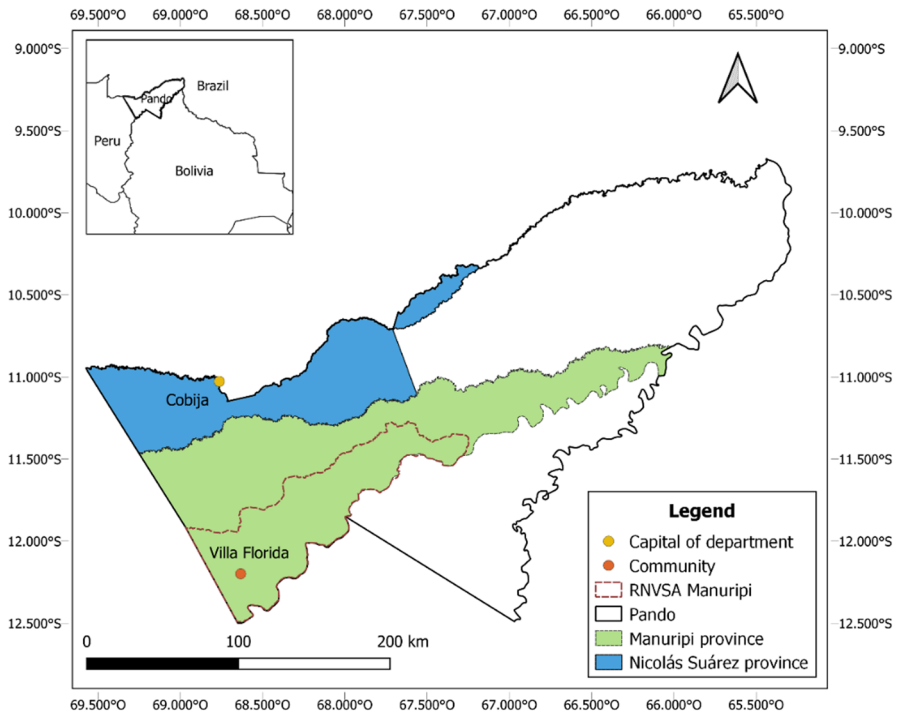 69.500°O 69.000°O 68.500°O 68.000°O 67.500°O 67.000°O 66.500°O 66.000°O 65.500°O
9.000°S 9.000°S
Brazil
Pando
9.500°S 9.500°S
Peru
Bolivia
10.000°S 10.000°S
10.500°S 10.500°S
11.000°S 11.000°S
Cobija
11.500°S 11.500°S
Legend
12.000°S 12.000°S
Capital of department
Villa Florida
Community
RNVSA Manuripi
Pando
12.500°S 12.500°S
Manuripi province
0 100 200 km
Nicolás Suárez province
69.500°O 69.000°O 68.500°O 68.000°O 67.500°O 67.000°O 66.500°O 66.000°O 65.500°O